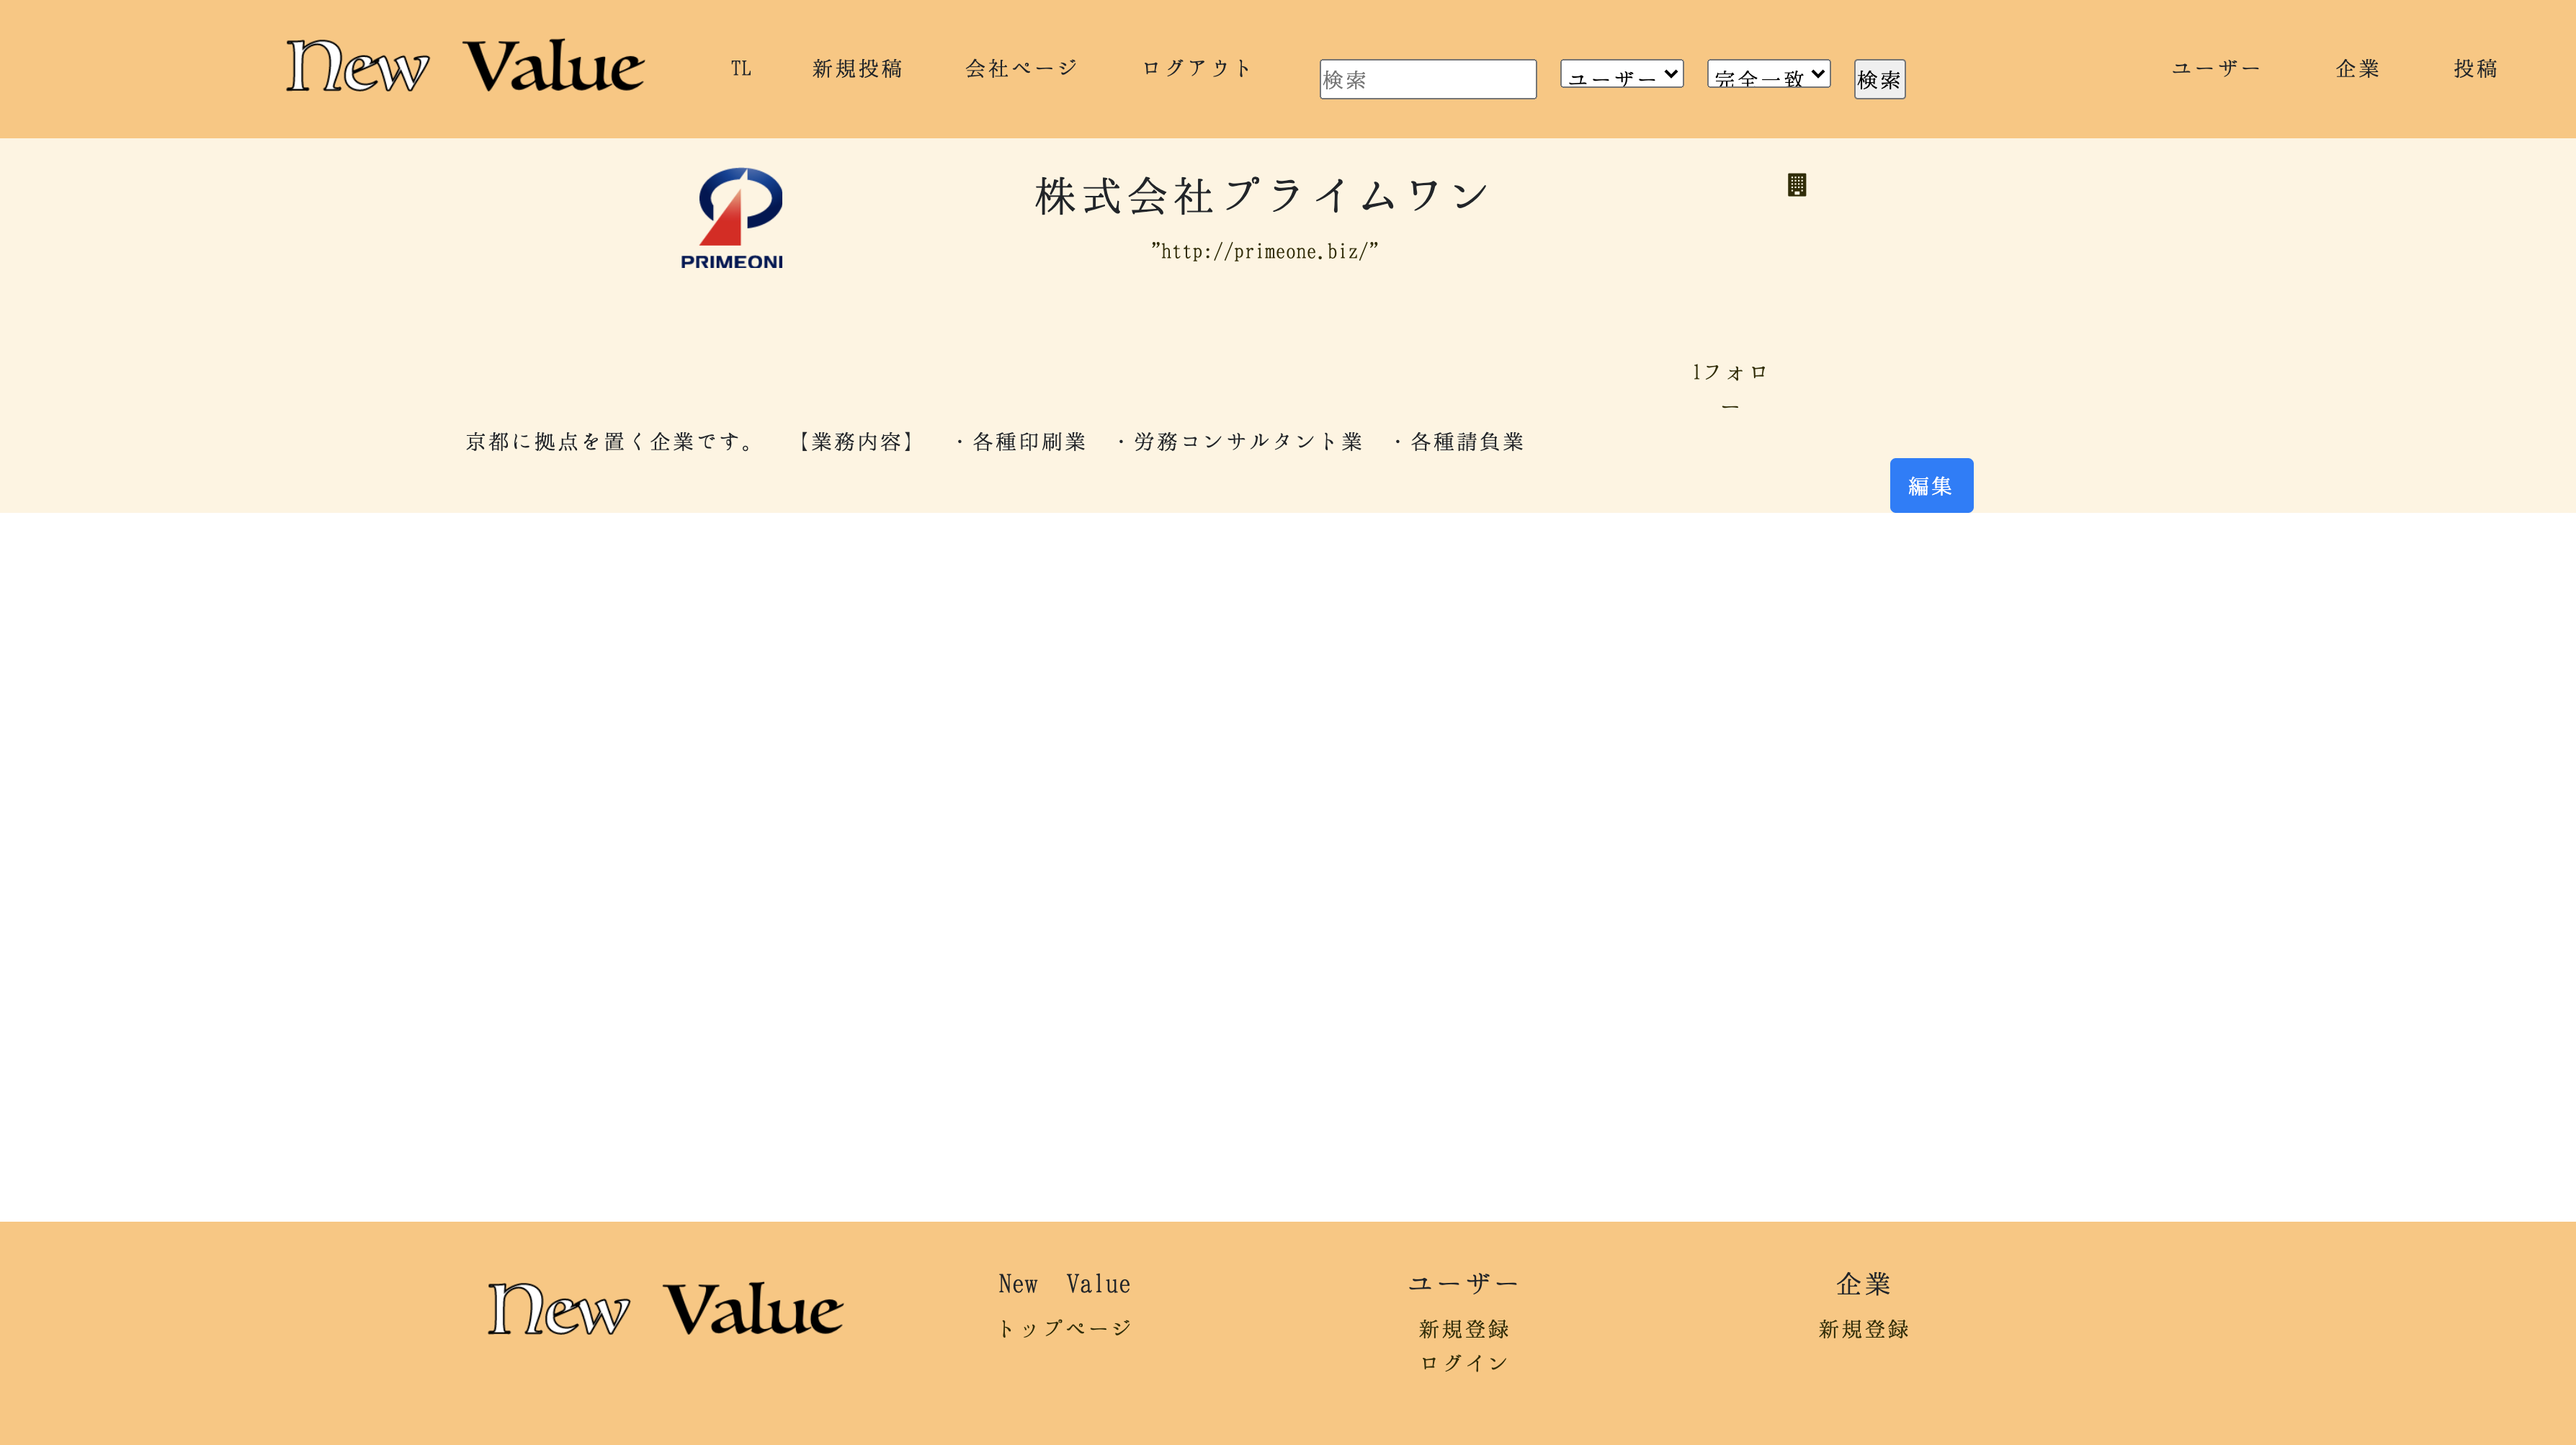 New Value TL 新規投稿 会社ページ ログアウト 検索 ユーザー 完全一致 検索 ユーザー 企業 投稿
株式会社プライムワン
PRIMEON
”http://primeone.biz/”
1フォロ
ー
京都に拠点を置く企業です。 【業務内容】 ・各種印刷業 ・労務コンサルタント業 ・各種請負業
編集
New Value New Value ユーザー 企業
トップページ 新規登録 新規登録
ログイン